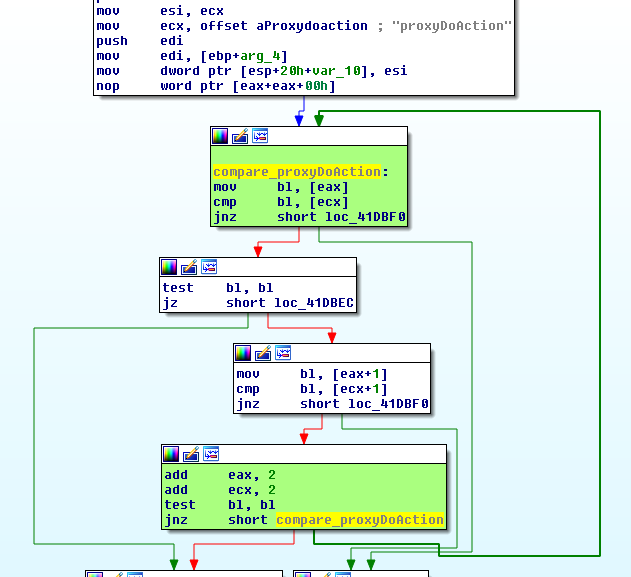 mov esi, ecx
mov ecx, offset aProxydoaction ; "proxyDoAction"
push edi
mov edi, [ebp+arg_4]
mov dword ptr [esp+20h+var_10], esi
nop word ptr [eax+eax+00h]
compare_proxyDoAction:
mov bl, [eax]
cmp bl, [ecx]
jnz short loc_41DBF0
test bl, bl
jz short loc_41DBEC
mov bl, [eax+1]
cmp bl, [ecx+1]
jnz short loc_41DBF0
add eax, 2
add ecx, 2
test bl, bl
jnz short compare_proxyDoAction